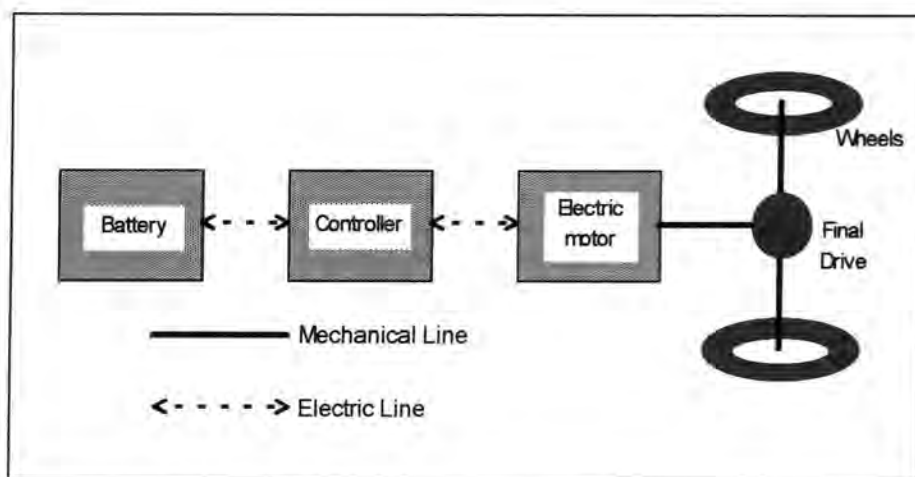 Wheels
Battery
Controller
Electric
motor
Final
Drive
Mechanical Line
Electric Line